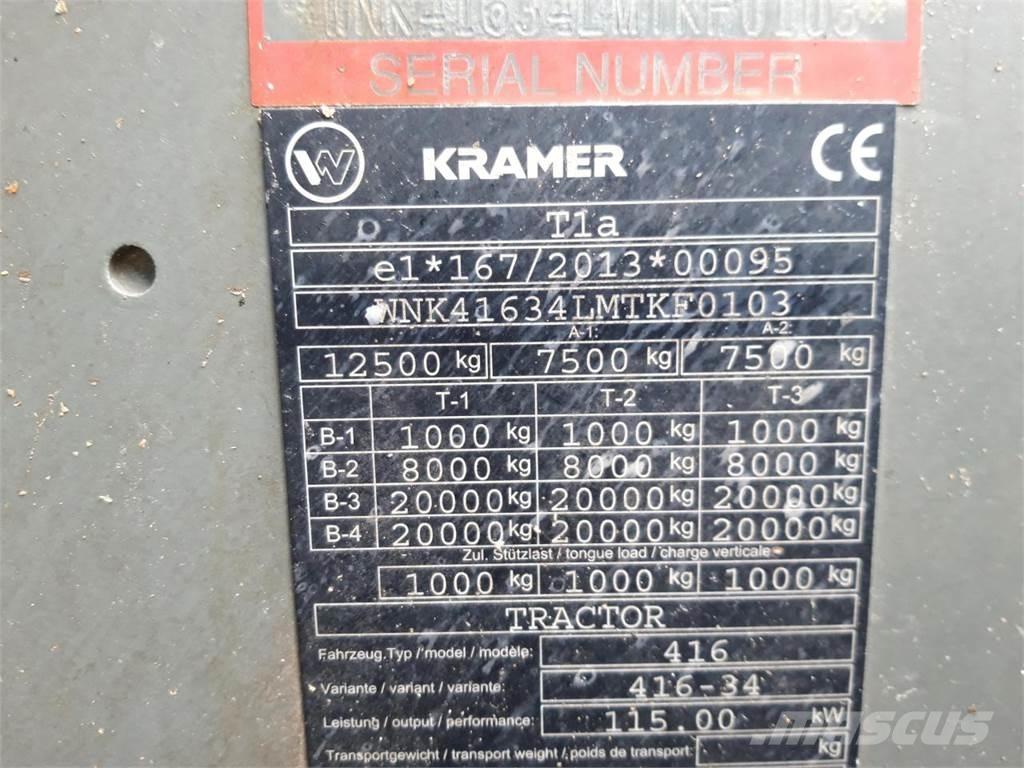 *WNK41634LMTKF0103*
SERIAL NUMBER
W KRAMER CE
T1a
e1*167/2013*00095
WNK41634LMTKF0103
A-1: A-2:
12500 kg 7500 kg 7500 kg
T-1 T-2 T-3
B-1 1000 kg 1000 kg 1000 kg
B-2 8000 kg 8000 kg 8000 kg
B-3 20000 kg 20000 kg 20000 kg
B-4 20000 kg 20000 kg 20000 kg
Zul. Stützlast / tongue load / charge verticale
1000 kg 1000 kg 1000 kg
TRACTOR
Fahrzeug.Typ / model / modèle: 416
Variante / variant / variante: 416-34
Leistung / output / performance: 115.00 kW
Transportgewicht / transport weight / poids de transport: kg
mascus